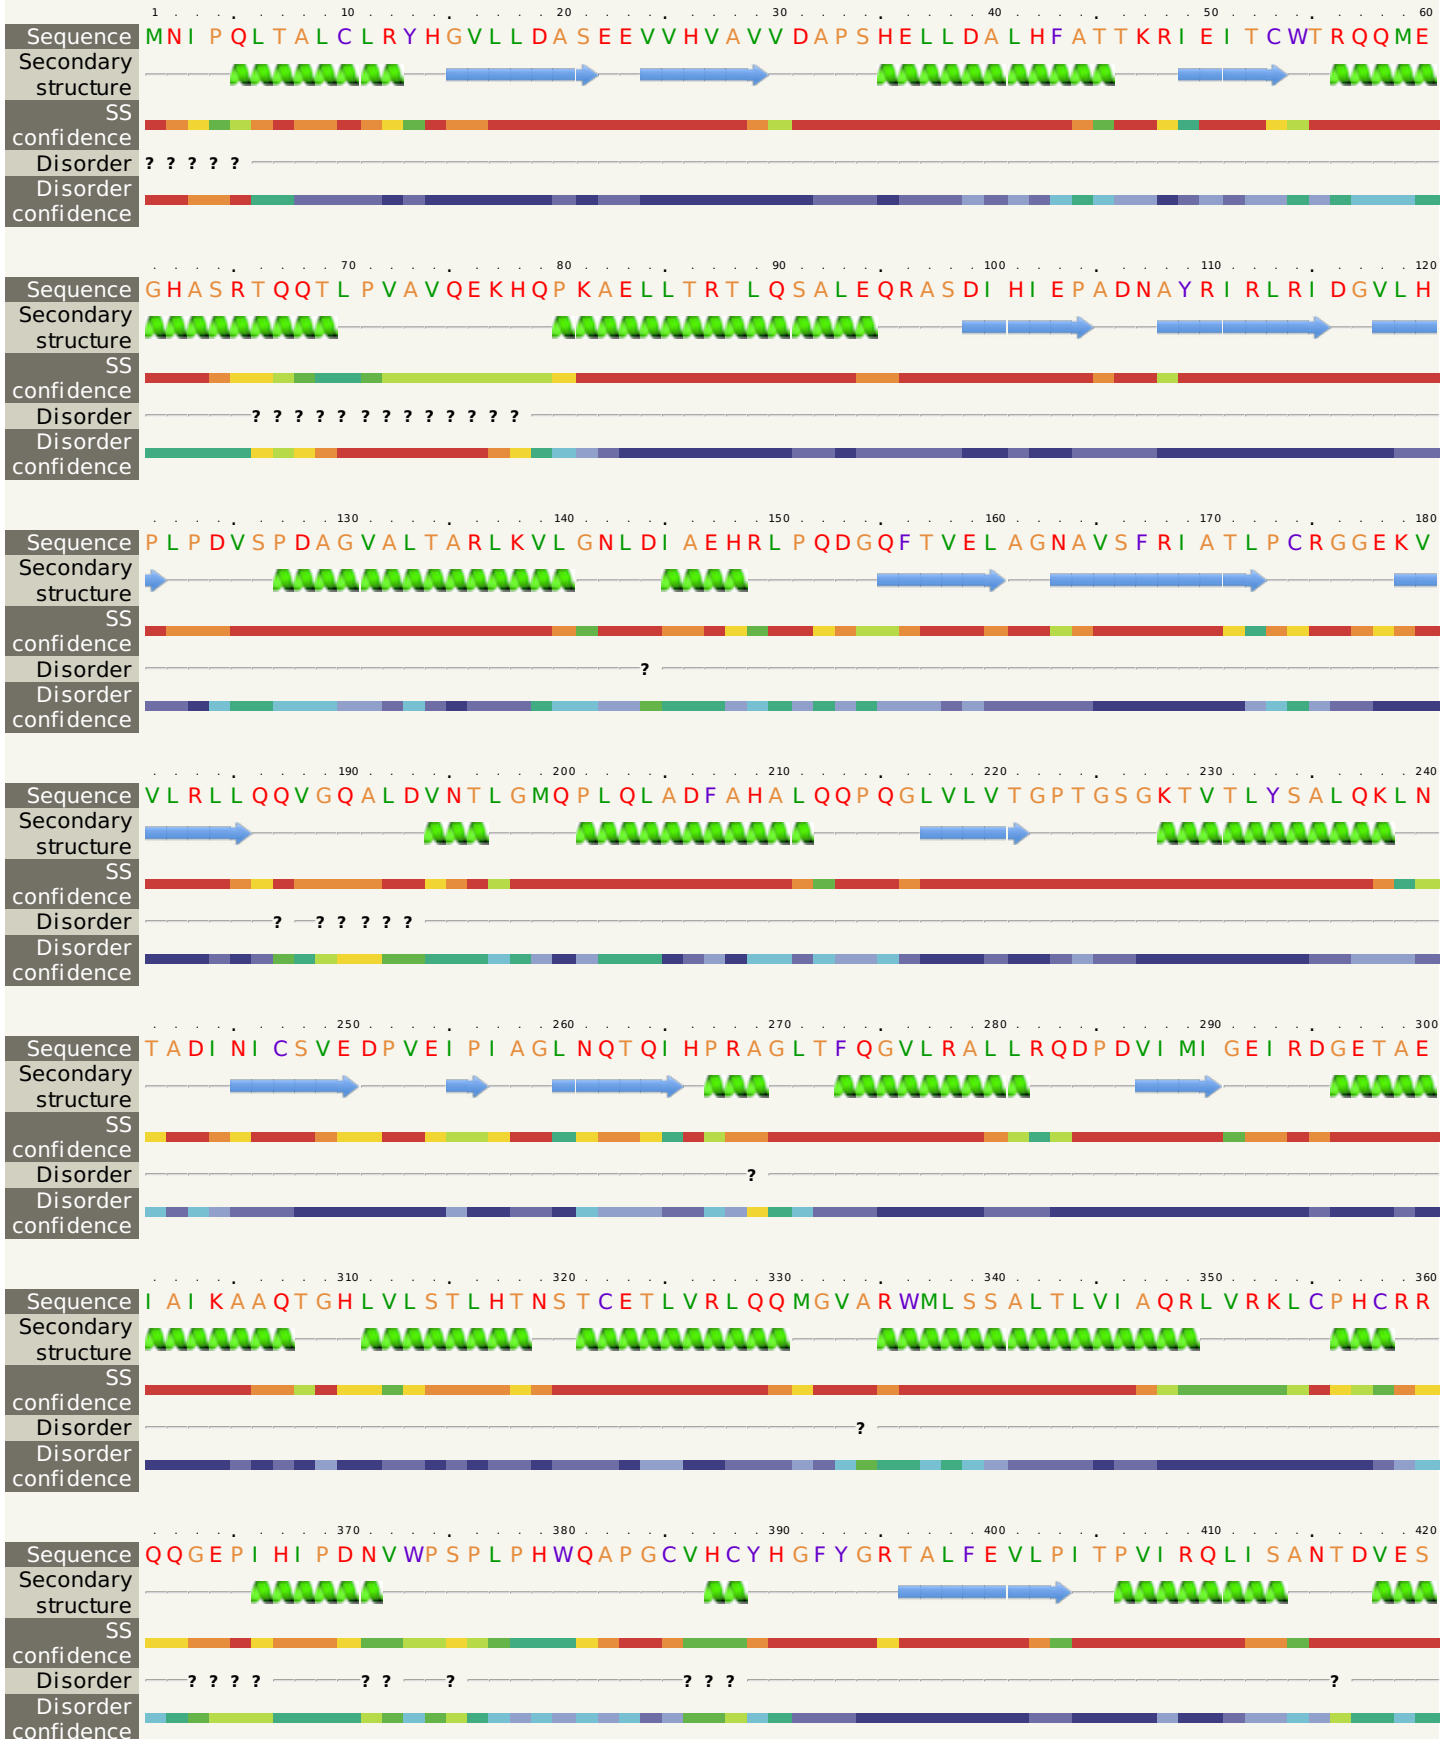 1 10 20 30 40 50 60
Sequence MNIPQLTALCLRYHGVLLDASEEVVHVAVVDAPSHELLDALHFATTKRIEITCWTRQQME
Secondary
structure
SS
confidence
Disorder ? ? ? ? ?
Disorder
confidence
70 80 90 100 110 120
Sequence GHASRTQQTLPVAVQEKHQPKAELLTRTLQSALEQRASDIHIEPADNAYRIRLRIDGVLH
Secondary
structure
SS
confidence
Disorder ? ? ? ? ? ? ? ? ? ? ? ? ?
Disorder
confidence
130 140 150 160 170 180
Sequence PLPDVSPDAGVALTARLKVLGNLDIAEHRLPQDGQFTVELAGNAVSFRIATLPCRGGEKV
Secondary
structure
SS
confidence
Disorder ?
Disorder
confidence
190 200 210 220 230 240
Sequence VLRLLQQVGQALDVNTLGMQPLQLADFAHALQQPQGLVLVTGPTGSGKTVTLYSALQKLN
Secondary
structure
SS
confidence
Disorder ? ? ? ? ? ?
Disorder
confidence
250 260 270 280 290 300
Sequence TADINICSVEDPVEIPIAGLNQTQIHPRAGLTFQGVLRALLRQDPDVIMIGEIRDGETAE
Secondary
structure
SS
confidence
Disorder ?
Disorder
confidence
310 320 330 340 350 360
Sequence IAIKAAQTGHLVLSTLHTNSTCETLVRLQQMGVARWMLSSALTLVIAQRLVRKLCPHCRR
Secondary
structure
SS
confidence
Disorder ?
Disorder
confidence
370 380 390 400 410 420
Sequence QQGEPIHIPDNVWPSPLPHWQAPGCVHCYHGFYGRTALFEVLPITPVIRQLISANTDVES
Secondary
structure
SS
confidence
Disorder ? ? ? ? ? ? ? ? ? ? ?
Disorder
confidence